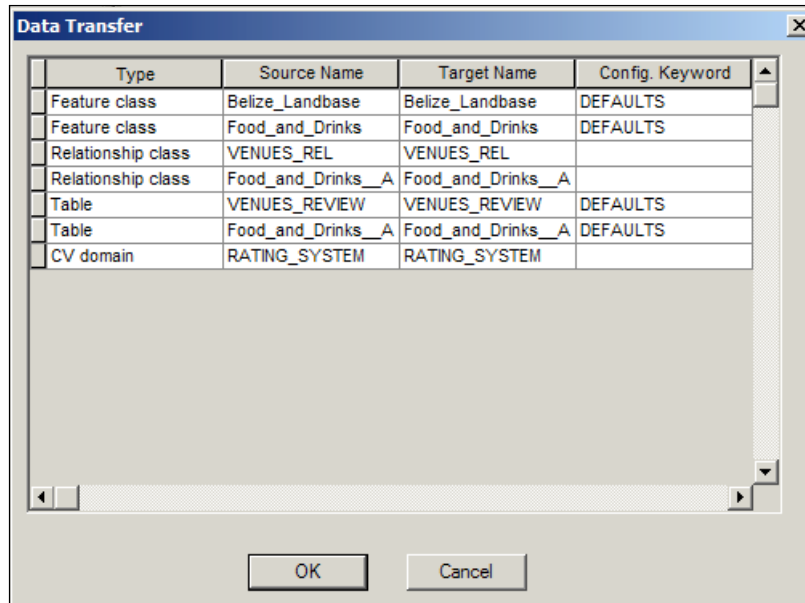 Data Transfer
Type Source Name Target Name Config. Keyword
Feature class Belize_Landbase Belize_Landbase DEFAULTS
Feature class Food_and_Drinks Food_and_Drinks DEFAULTS
Relationship class VENUES_REL VENUES_REL
Relationship class Food_and_Drinks__A Food_and_Drinks__A
Table VENUES_REVIEW VENUES_REVIEW DEFAULTS
Table Food_and_Drinks__A Food_and_Drinks__A DEFAULTS
CV domain RATING_SYSTEM RATING_SYSTEM
OK Cancel